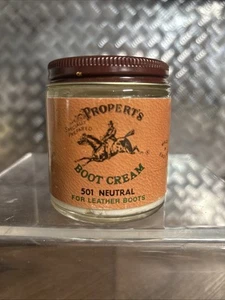 PROPERT'S
BOOT CREAM
501 NEUTRAL
FOR LEATHER BOOTS